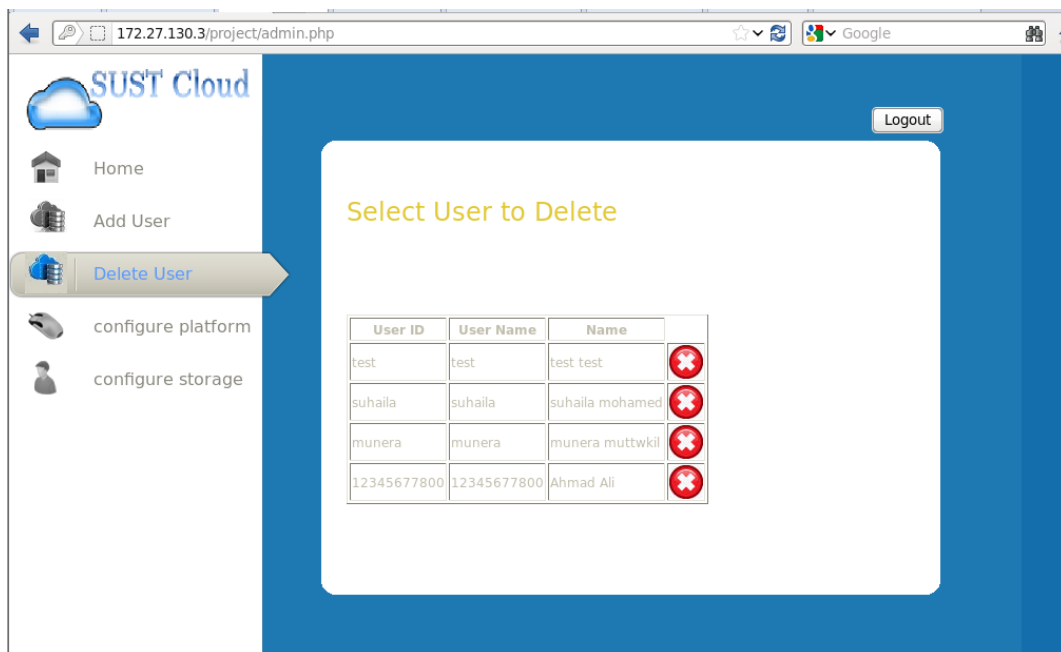 172.27.130.3/project/admin.php
Google
SUST Cloud
Logout
Home
Add User
Delete User
configure platform
configure storage
Select User to Delete
User ID User Name Name
test test test test
suhaila suhaila suhaila mohamed
munera munera munera muttwkil
12345677800 12345677800 Ahmad Ali